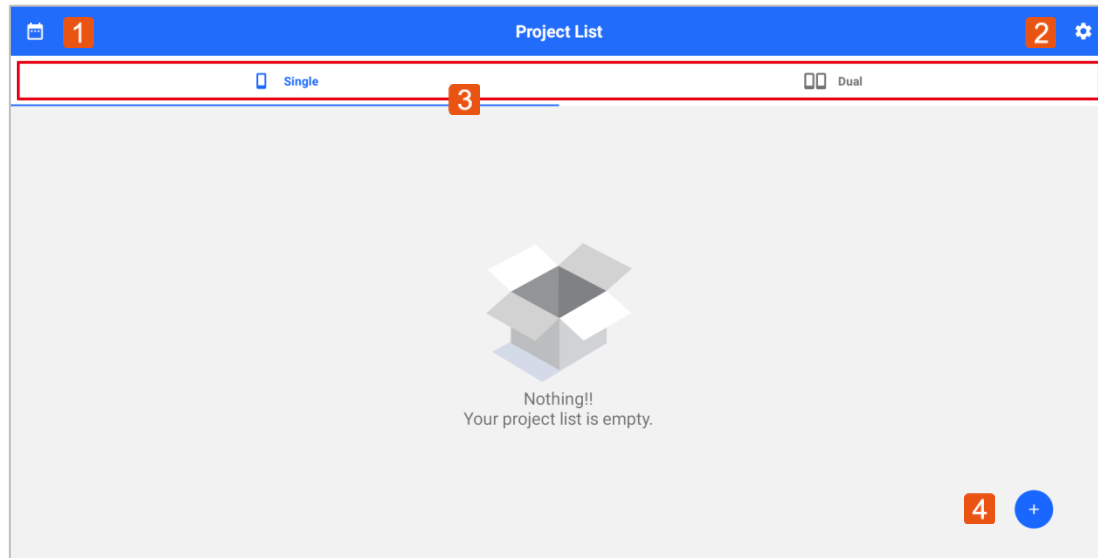 1
Project List
2
Single
Dual
3
Nothing!!
Your project list is empty.
4
+